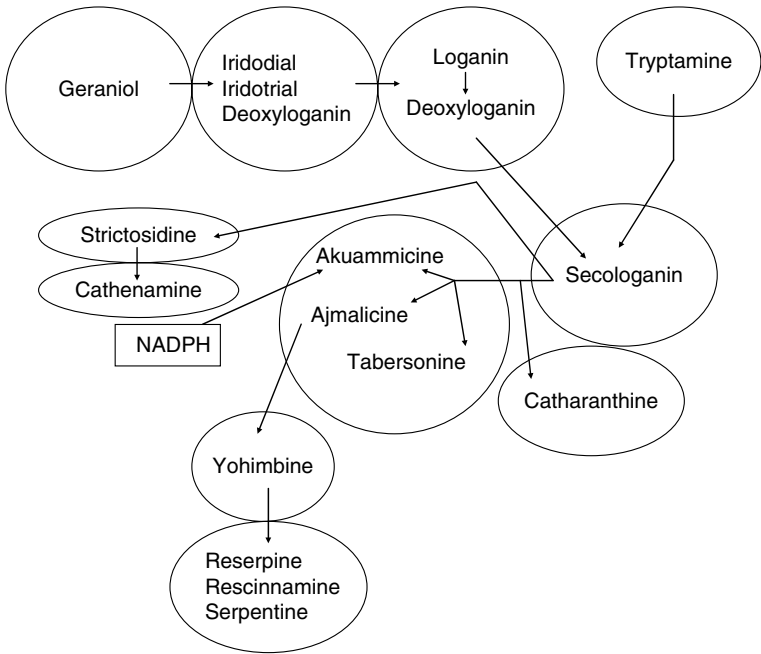 Geraniol
Iridodial
Iridotrial
Deoxyloganin
Loganin
Deoxyloganin
Tryptamine
Strictosidine
Cathenamine
NADPH
Akuammicine
Ajmalicine
Tabersonine
Secologanin
Catharanthine
Yohimbine
Reserpine
Rescinnamine
Serpentine